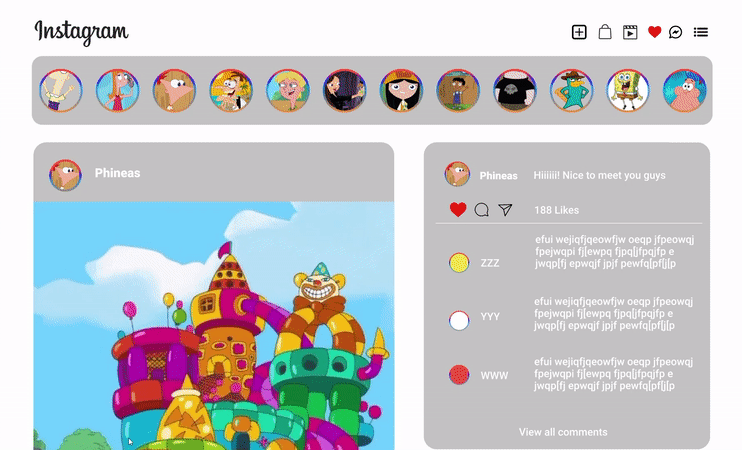 Instagram
Phineas
Phineas Hiiiiii! Nice to meet you guys
188 Likes
efui wejiqfjqeowfjw oeqp jfpeowqj
ZZZ fpejwqpi fj[ewpq fjpq[jfpqjfp e
jwqp[fj epwqjf jpjf pewfq[pf[j[p
efui wejiqfjqeowfjw oeqp jfpeowqj
YYY fpejwqpi fj[ewpq fjpq[jfpqjfp e
jwqp[fj epwqjf jpjf pewfq[pf[j[p
efui wejiqfjqeowfjw oeqp jfpeowqj
WWW fpejwqpi fj[ewpq fjpq[jfpqjfp e
jwqp[fj epwqjf jpjf pewfq[pf[j[p
View all comments